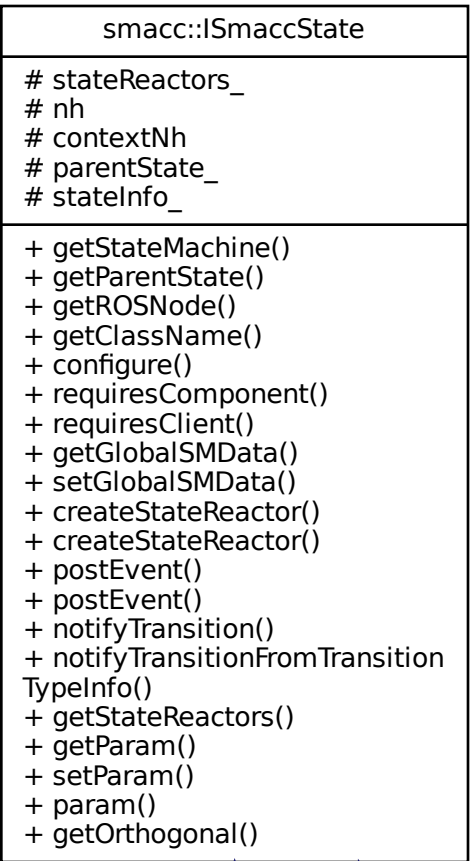 smacc::ISmaccState
# stateReactors_
# nh
# contextNh
# parentState_
# stateInfo_
+ getStateMachine()
+ getParentState()
+ getROSNode()
+ getClassName()
+ configure()
+ requiresComponent()
+ requiresClient()
+ getGlobalSMData()
+ setGlobalSMData()
+ createStateReactor()
+ createStateReactor()
+ postEvent()
+ postEvent()
+ notifyTransition()
+ notifyTransitionFromTransition
TypeInfo()
+ getStateReactors()
+ getParam()
+ setParam()
+ param()
+ getOrthogonal()